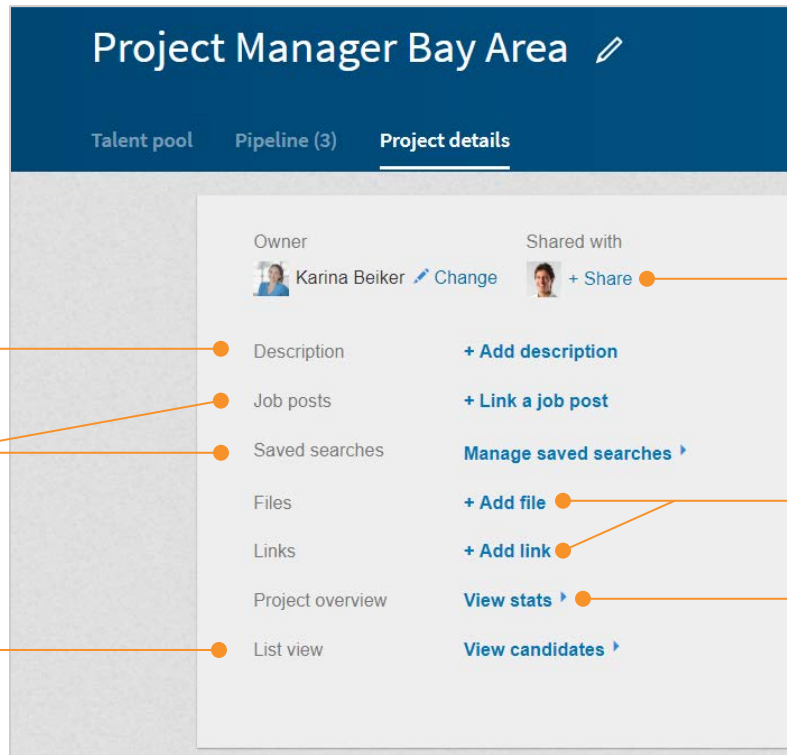 Project Manager Bay Area
Talent pool Pipeline (3) Project details
Owner Shared with
Karina Beiker Change + Share
Description + Add description
Job posts + Link a job post
Saved searches Manage saved searches
Files + Add file
Links + Add link
Project overview View stats
List view View candidates